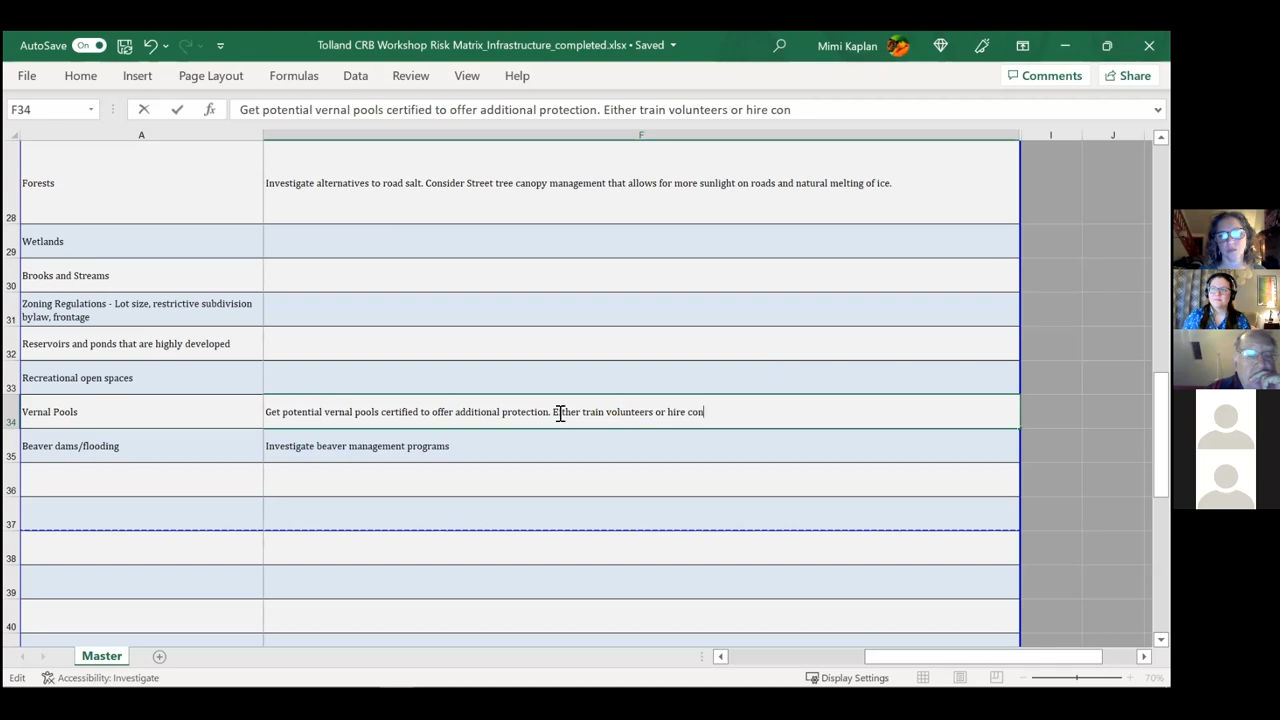 AutoSave On Tolland CRB Workshop Risk Matrix_Infrastructure_completed.xlsx • Saved Mimi Kaplan
File Home Insert Page Layout Formulas Data Review View Help Comments Share
F34 fx Get potential vernal pools certified to offer additional protection. Either train volunteers or hire con
A F I J
28 Forests Investigate alternatives to road salt. Consider Street tree canopy management that allows for more sunlight on roads and natural melting of ice.
29 Wetlands
30 Brooks and Streams
31 Zoning Regulations - Lot size, restrictive subdivision
bylaw, frontage
32 Reservoirs and ponds that are highly developed
33 Recreational open spaces
34 Vernal Pools Get potential vernal pools certified to offer additional protection. Either train volunteers or hire con
35 Beaver dams/flooding Investigate beaver management programs
36
37
38
39
40
Master
Edit Accessibility: Investigate Display Settings 70%